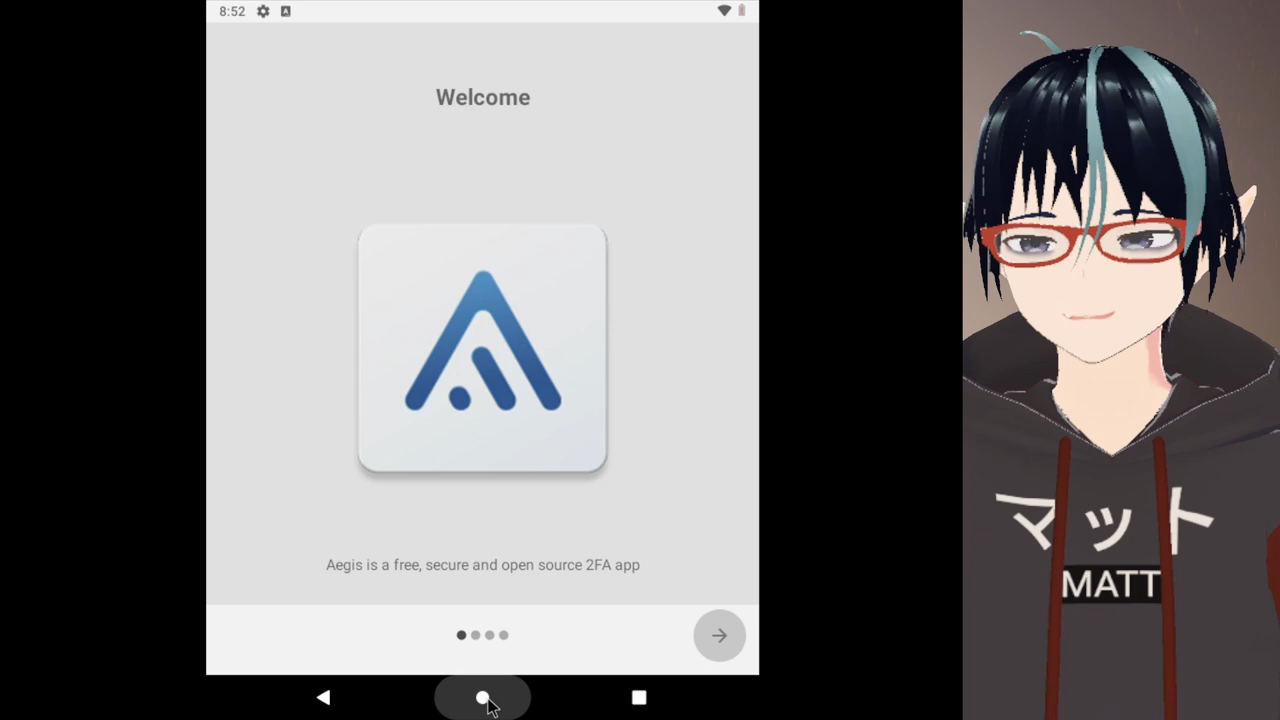 8:52
Welcome
Aegis is a free, secure and open source 2FA app
マット
MATT